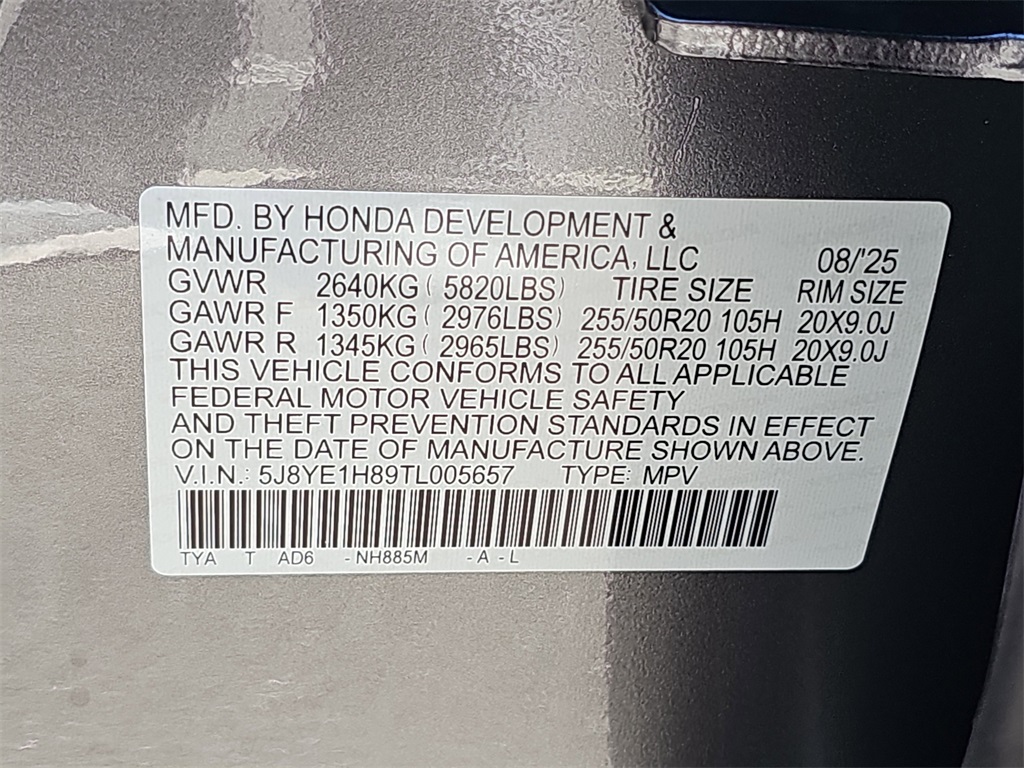 MFD. BY HONDA DEVELOPMENT &
MANUFACTURING OF AMERICA, LLC 08/'25
GVWR 2640KG ( 5820LBS) TIRE SIZE RIM SIZE
GAWR F 1350KG ( 2976LBS) 255/50R20 105H 20X9.0J
GAWR R 1345KG ( 2965LBS) 255/50R20 105H 20X9.0J
THIS VEHICLE CONFORMS TO ALL APPLICABLE
FEDERAL MOTOR VEHICLE SAFETY
AND THEFT PREVENTION STANDARDS IN EFFECT
ON THE DATE OF MANUFACTURE SHOWN ABOVE.
V.I.N.: 5J8YE1H89TL005657 TYPE: MPV
TYA T AD6 - NH885M - A - L